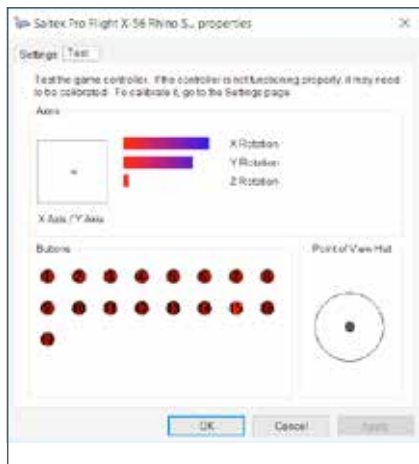 Saitek Pro Flight X-56 Rhino S... properties
Settings Test
Test the game controller. If the controller is not functioning properly, it may need
to be calibrated. To calibrate it, go to the Settings page.
Axes
X Rotation
Y Rotation
Z Rotation
X Axis / Y Axis
Buttons
Point of View Hat
OK Cancel Apply